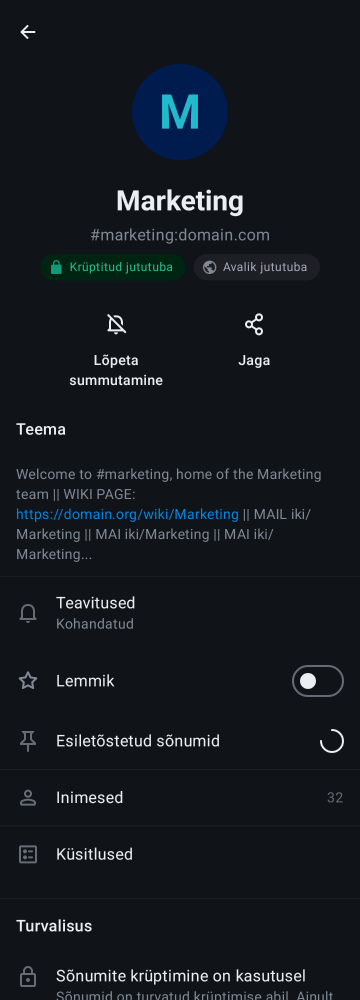 M
Marketing
#marketing:domain.com
Krüptitud jututuba
Avalik jututuba
Lõpeta
summutamine
Jaga
Teema
Welcome to #marketing, home of the Marketing
team || WIKI PAGE:
https://domain.org/wiki/Marketing || MAIL iki/
Marketing || MAI iki/Marketing || MAI iki/
Marketing...
Teavitused
Kohandatud
Lemmik
Esiletõstetud sõnumid
Inimesed 32
Küsitlused
Turvalisus
Sõnumite krüptimine on kasutusel
Sõnumid on turvatud krüptimise abil. Ainult